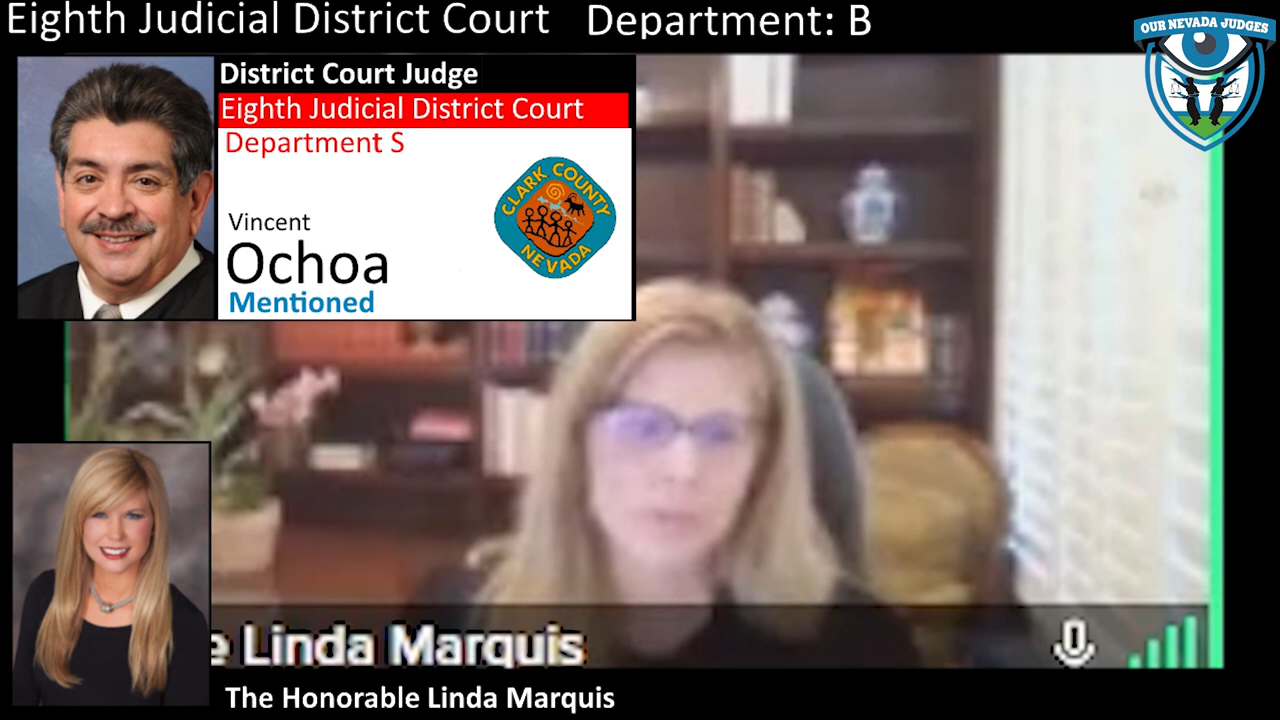 Eighth Judicial District Court Department: B
OUR NEVADA JUDGES
District Court Judge
Eighth Judicial District Court
Department S
CLARK COUNTY
NEVADA
Vincent
Ochoa
Mentioned
e Linda Marquis
The Honorable Linda Marquis